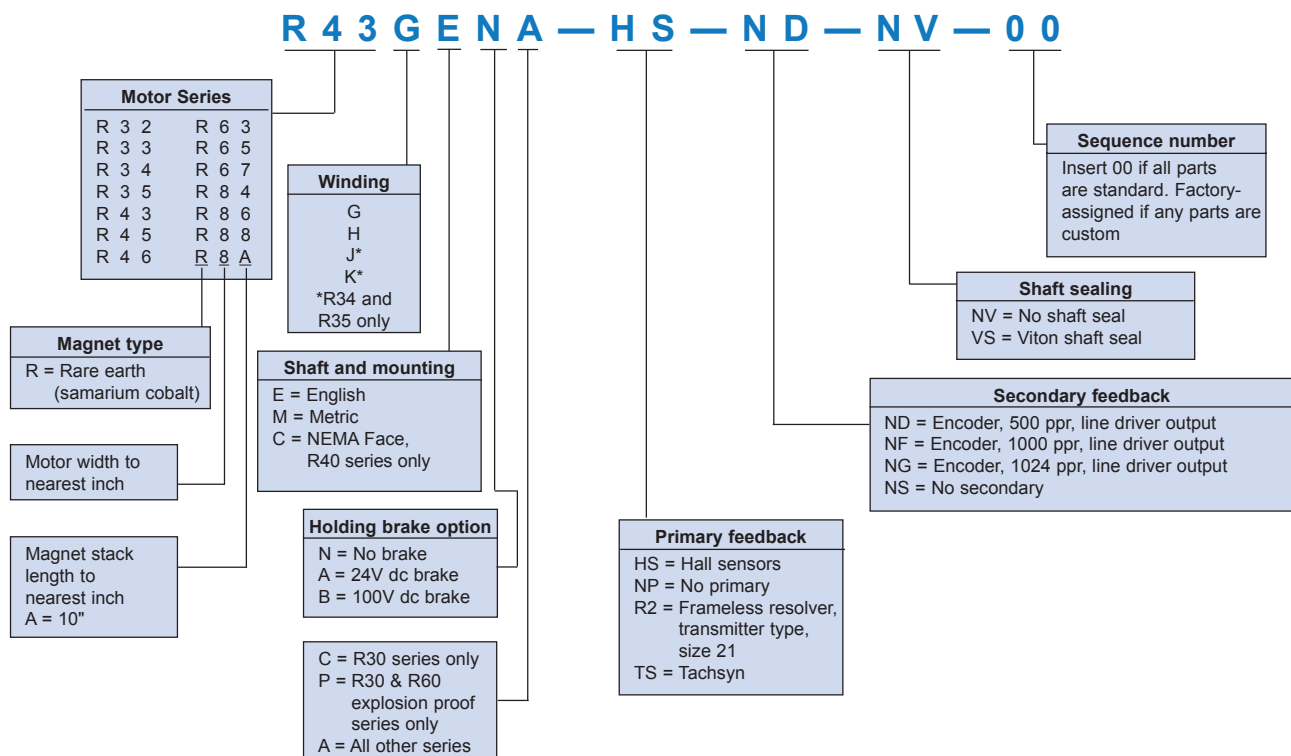 R43GENA—HS—ND—NV—00
Motor Series
R 3 2 R 6 3
R 3 3 R 6 5
R 3 4 R 6 7
R 3 5 R 8 4
R 4 3 R 8 6
R 4 5 R 8 8
R 4 6 R 8 A
Magnet type
R = Rare earth
(samarium cobalt)
Motor width to
nearest inch
Magnet stack
length to
nearest inch
A = 10"
Winding
G
H
J*
K*
*R34 and
R35 only
Shaft and mounting
E = English
M = Metric
C = NEMA Face,
R40 series only
Holding brake option
N = No brake
A = 24V dc brake
B = 100V dc brake
C = R30 series only
P = R30 & R60
explosion proof
series only
A = All other series
Primary feedback
HS = Hall sensors
NP = No primary
R2 = Frameless resolver,
transmitter type,
size 21
TS = Tachsyn
Secondary feedback
ND = Encoder, 500 ppr, line driver output
NF = Encoder, 1000 ppr, line driver output
NG = Encoder, 1024 ppr, line driver output
NS = No secondary
Shaft sealing
NV = No shaft seal
VS = Viton shaft seal
Sequence number
Insert 00 if all parts
are standard. Factory-
assigned if any parts are
custom